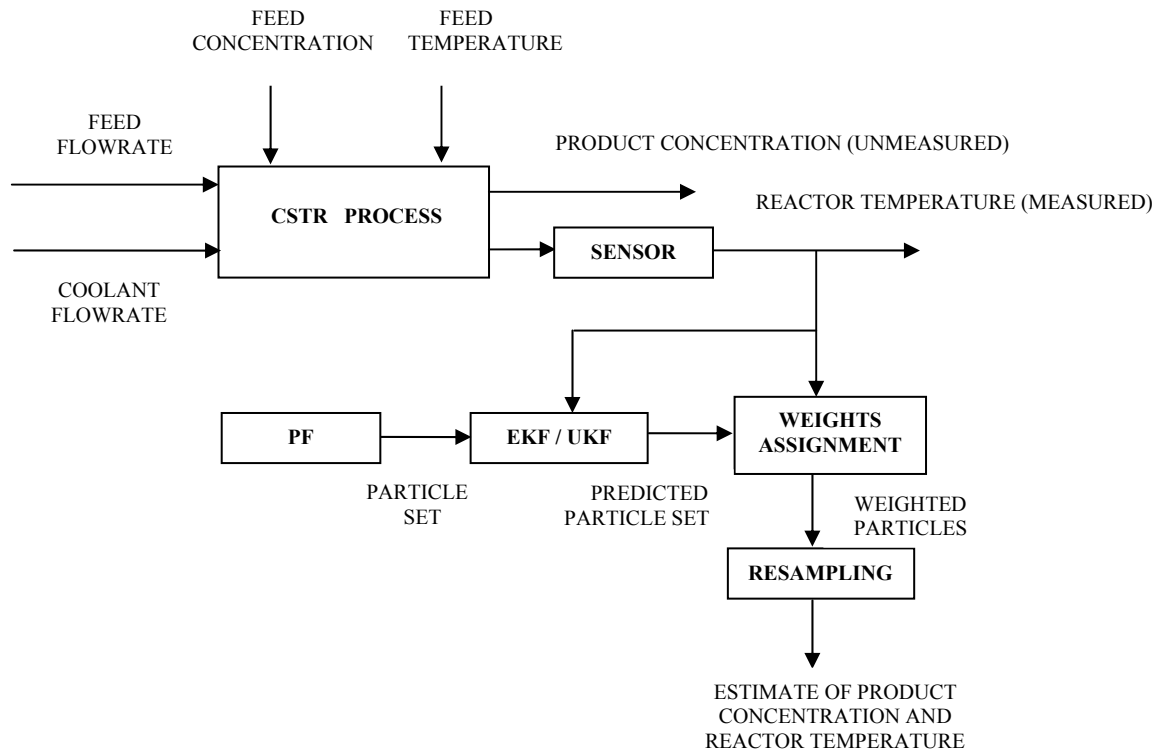 FEED
CONCENTRATION
FEED
TEMPERATURE
FEED
FLOWRATE
PRODUCT CONCENTRATION (UNMEASURED)
REACTOR TEMPERATURE (MEASURED)
CSTR PROCESS
SENSOR
COOLANT
FLOWRATE
PF
EKF / UKF
WEIGHTS
ASSIGNMENT
PARTICLE
SET
PREDICTED
PARTICLE SET
WEIGHTED
PARTICLES
RESAMPLING
ESTIMATE OF PRODUCT
CONCENTRATION AND
REACTOR TEMPERATURE